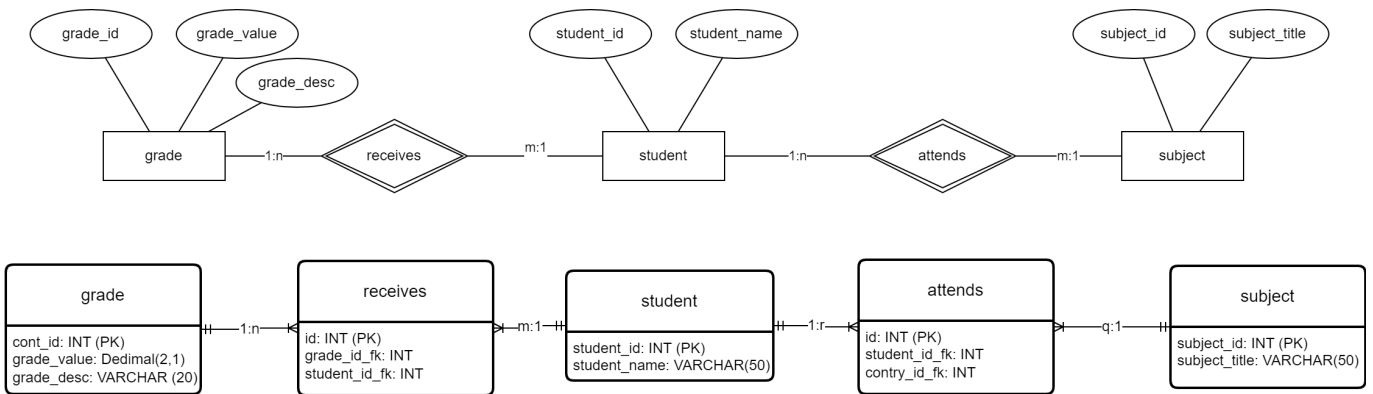 grade_id
grade_value
grade_desc
student_id
student_name
subject_id
subject_title
grade
1:n
receives
m:1
student
1:n
attends
m:1
subject
grade
cont_id: INT (PK)
grade_value: Dedimal(2,1)
grade_desc: VARCHAR (20)
1:n
receives
id: INT (PK)
grade_id_fk: INT
student_id_fk: INT
m:1
student
student_id: INT (PK)
student_name: VARCHAR(50)
1:r
attends
id: INT (PK)
student_id_fk: INT
contry_id_fk: INT
q:1
subject
subject_id: INT (PK)
subject_title: VARCHAR(50)